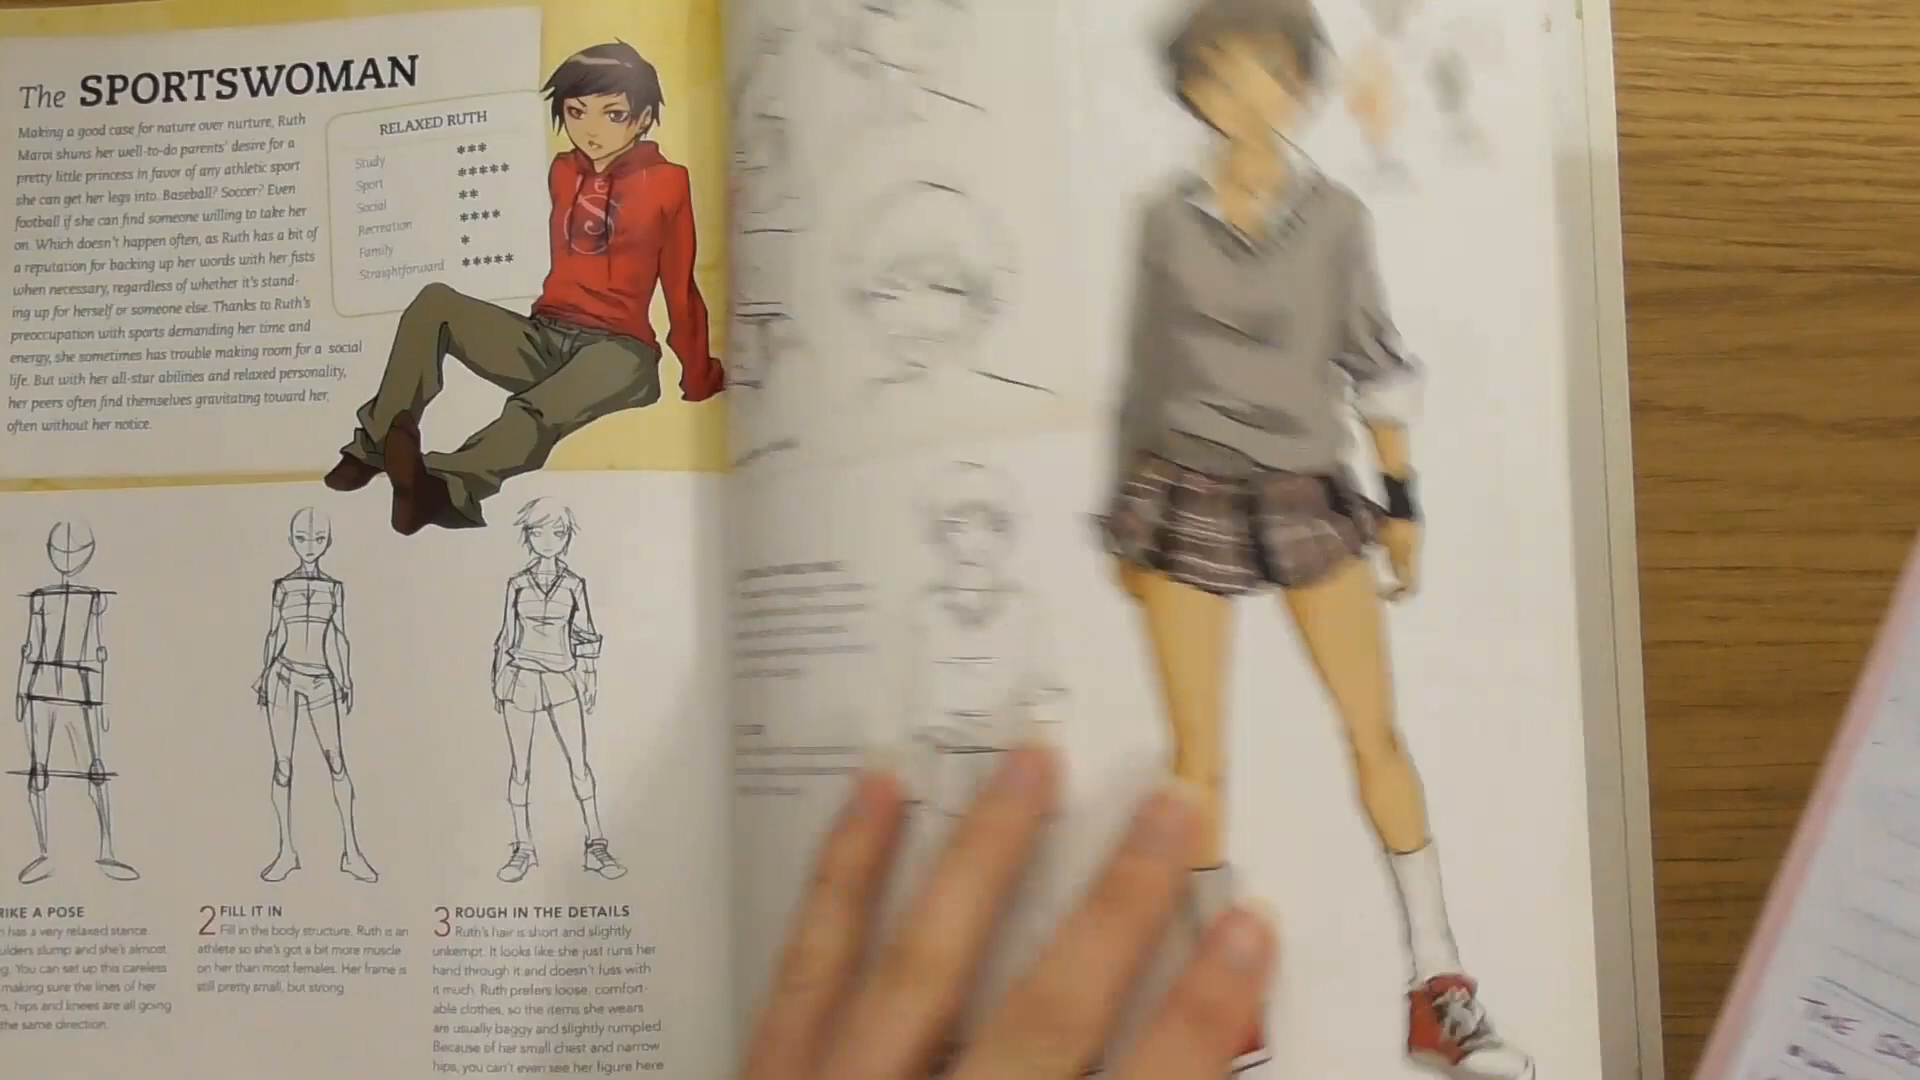 The SPORTSWOMAN
Making a good case for nature over nurture, Ruth
Maroi shuns her well-to-do parents' desire for a
pretty little princess in favor of any athletic sport
she can get her legs into. Baseball? Soccer? Even
football if she can find someone willing to take her
on. Which doesn't happen often, as Ruth has a bit of
a reputation for backing up her words with her fists
when necessary, regardless of whether it's stand-
ing up for herself or someone else. Thanks to Ruth's
preoccupation with sports demanding her time and
energy, she sometimes has trouble making room for a social
life. But with her all-star abilities and relaxed personality,
her peers often find themselves gravitating toward her,
often without her notice.
RELAXED RUTH
Study ***
Sport *****
Social **
Recreation ****
Family *
Straightforward *****
RIKE A POSE
has a very relaxed stance.
ulders slump and she's almost
g. You can set up this careless
making sure the lines of her
s, hips and knees are all going
the same direction.
2 FILL IT IN
Fill in the body structure. Ruth is an
athlete so she's got a bit more muscle
on her than most females. Her frame is
still pretty small, but strong.
3 ROUGH IN THE DETAILS
Ruth's hair is short and slightly
unkempt. It looks like she just runs her
hand through it and doesn't fuss with
it much. Ruth prefers loose, comfort-
able clothes, so the items she wears
are usually baggy and slightly rumpled.
Because of her small chest and narrow
hips, you can't even see her figure here
THE